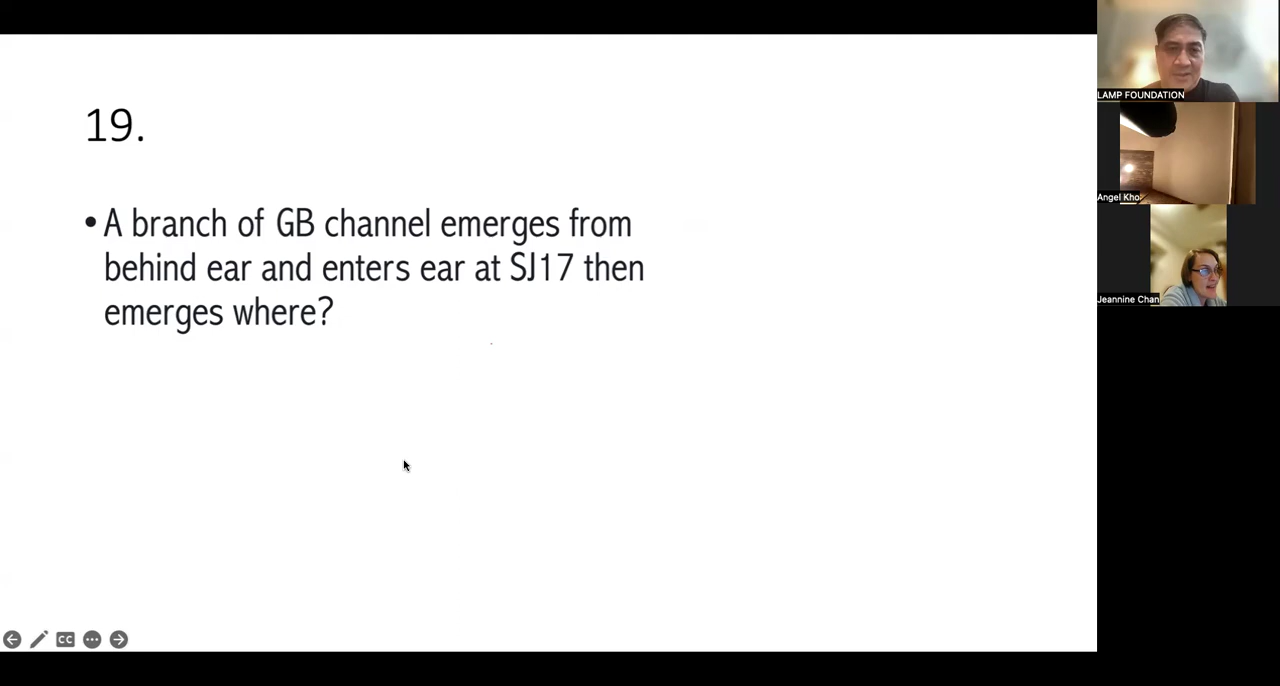 19.
• A branch of GB channel emerges from
behind ear and enters ear at SJ17 then
emerges where?
LAMP FOUNDATION
Angel Kho
Jeannine Chan
CC